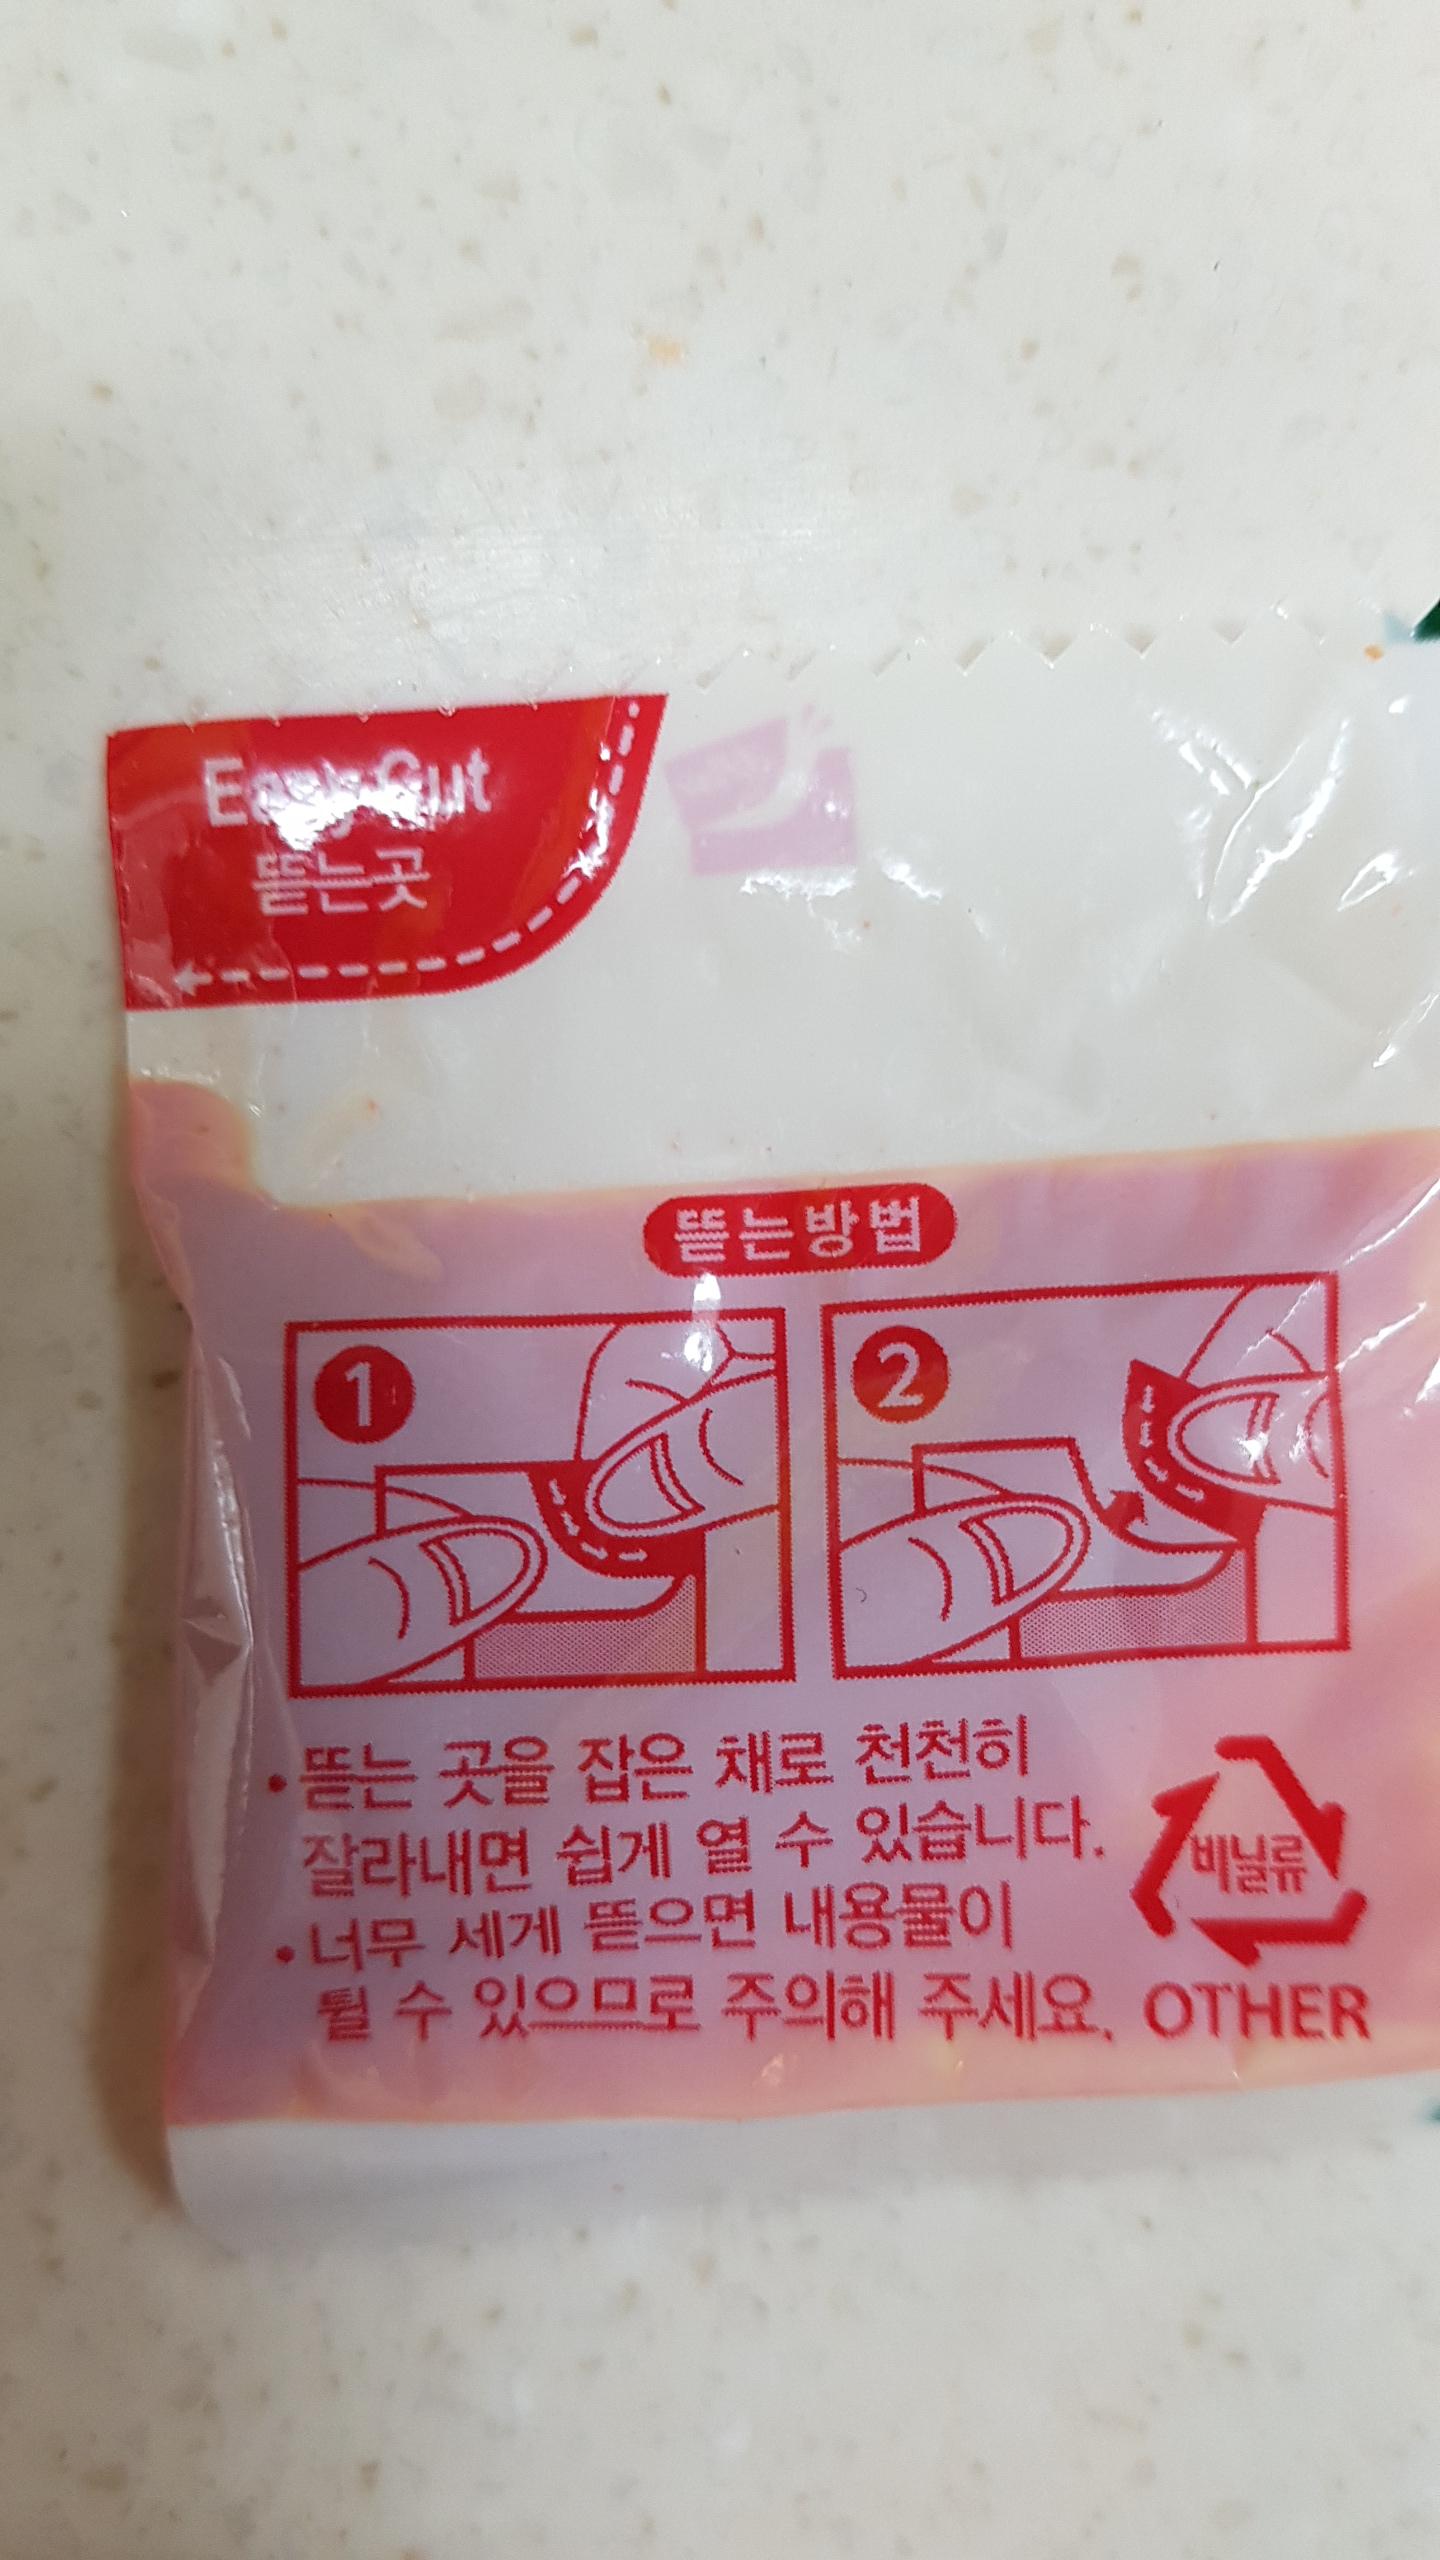 Easy Cut
뜯는곳
뜯는방법
1
2
• 뜯는 곳을 잡은 채로 천천히
잘라내면 쉽게 열 수 있습니다.
• 너무 세게 뜯으면 내용물이
튈 수 있으므로 주의해 주세요.
비닐류
OTHER